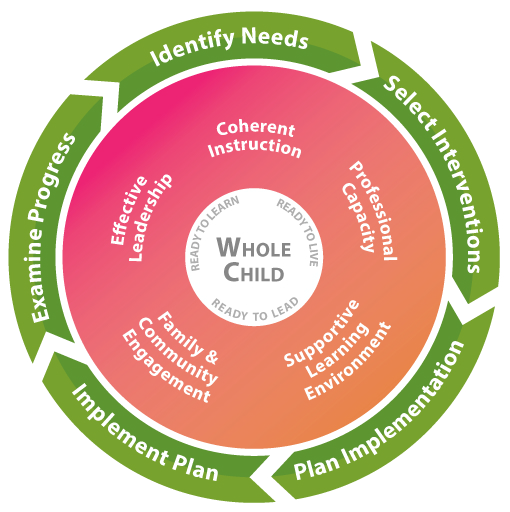 Identify Needs
Select Interventions
Plan Implementation
Implement Plan
Examine Progress
Coherent
Instruction
Professional
Capacity
Supportive
Learning
Environment
Family &
Community
Engagement
Effective
Leadership
READY TO LEARN
READY TO LIVE
READY TO LEAD
WHOLE
CHILD